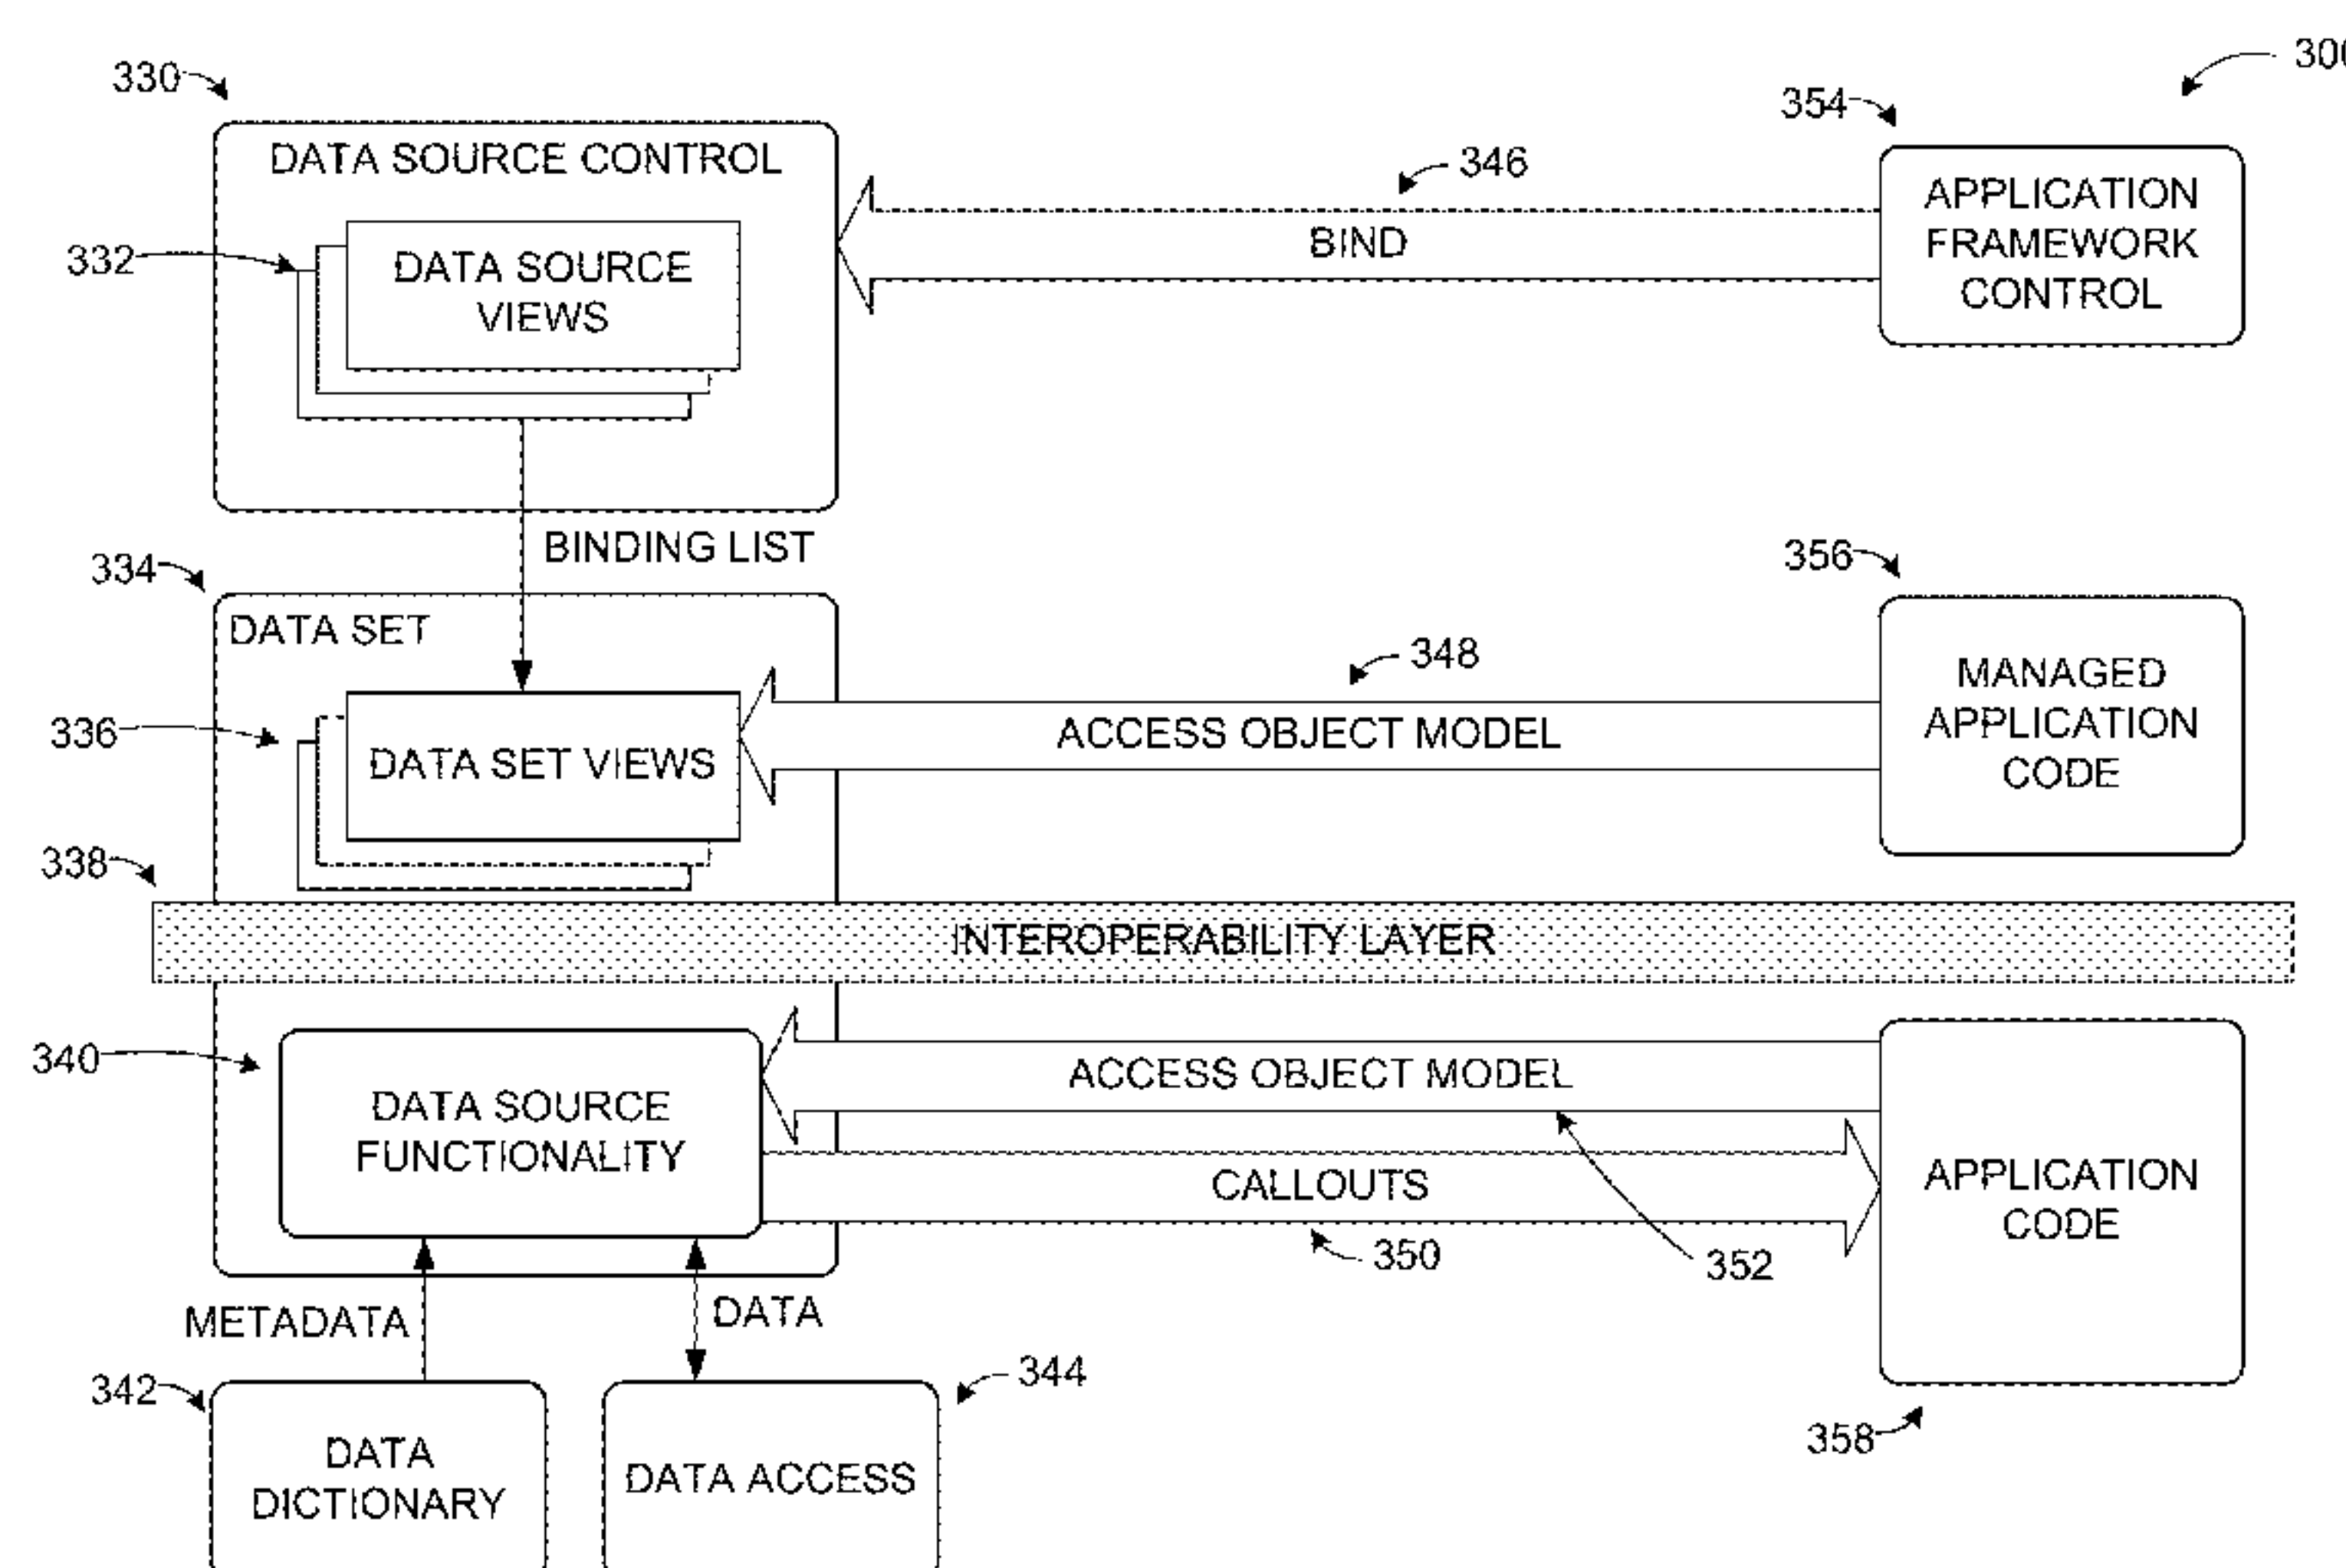 330
300
354
DATA SOURCE CONTROL
346
APPLICATION
FRAMEWORK
CONTROL
BIND
332
DATA SOURCE
VIEWS
BINDING LIST
334
356
DATA SET
348
MANAGED
APPLICATION
CODE
336
DATA SET VIEWS
ACCESS OBJECT MODEL
338
INTEROPERABILITY LAYER
340
DATA SOURCE
FUNCTIONALITY
ACCESS OBJECT MODEL
CALLOUTS
APPLICATION
CODE
350
352
METADATA
DATA
342
344
358
DATA
DICTIONARY
DATA ACCESS